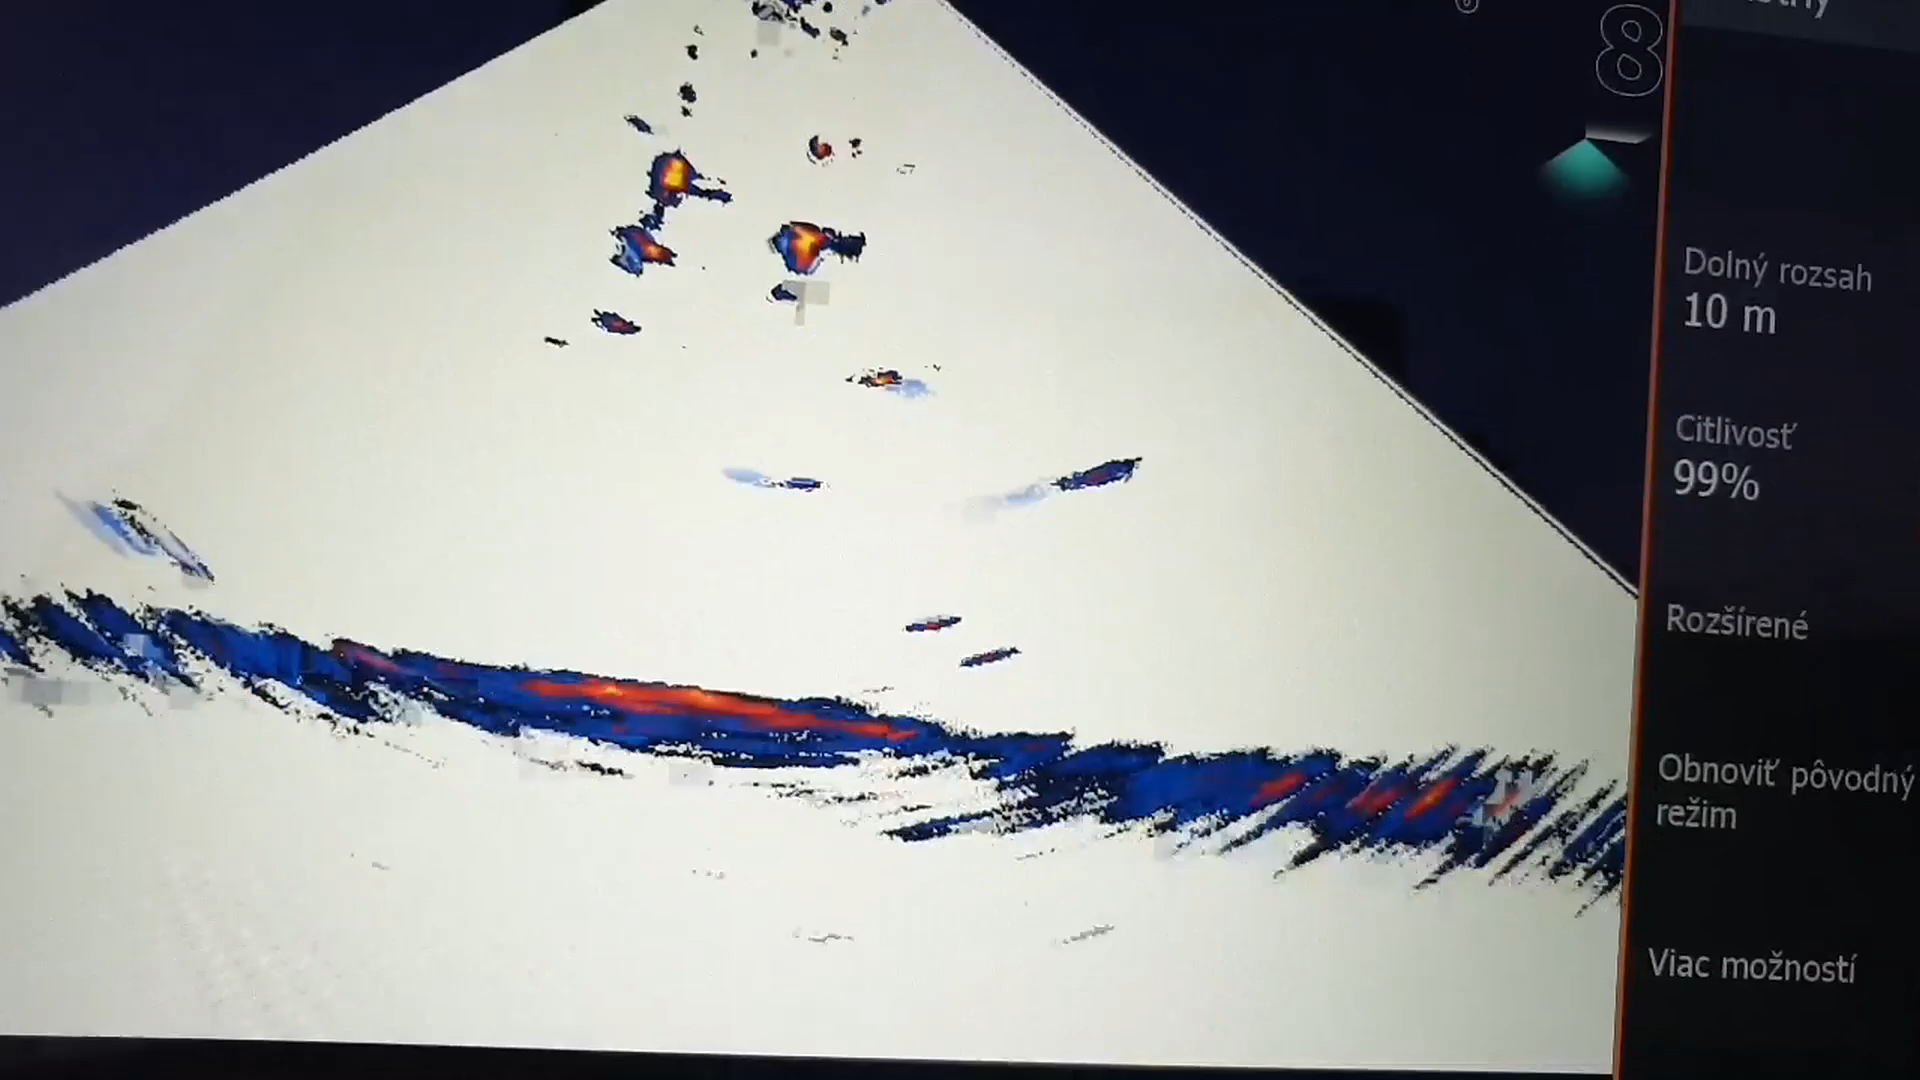 8
Dolný rozsah
10 m
Citlivosť
99%
Rozšírené
Obnoviť pôvodný
režim
Viac možností